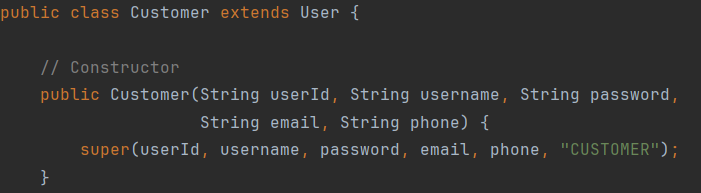 public class Customer extends User {
// Constructor
public Customer(String userId, String username, String password,
String email, String phone) {
super(userId, username, password, email, phone, "CUSTOMER");
}